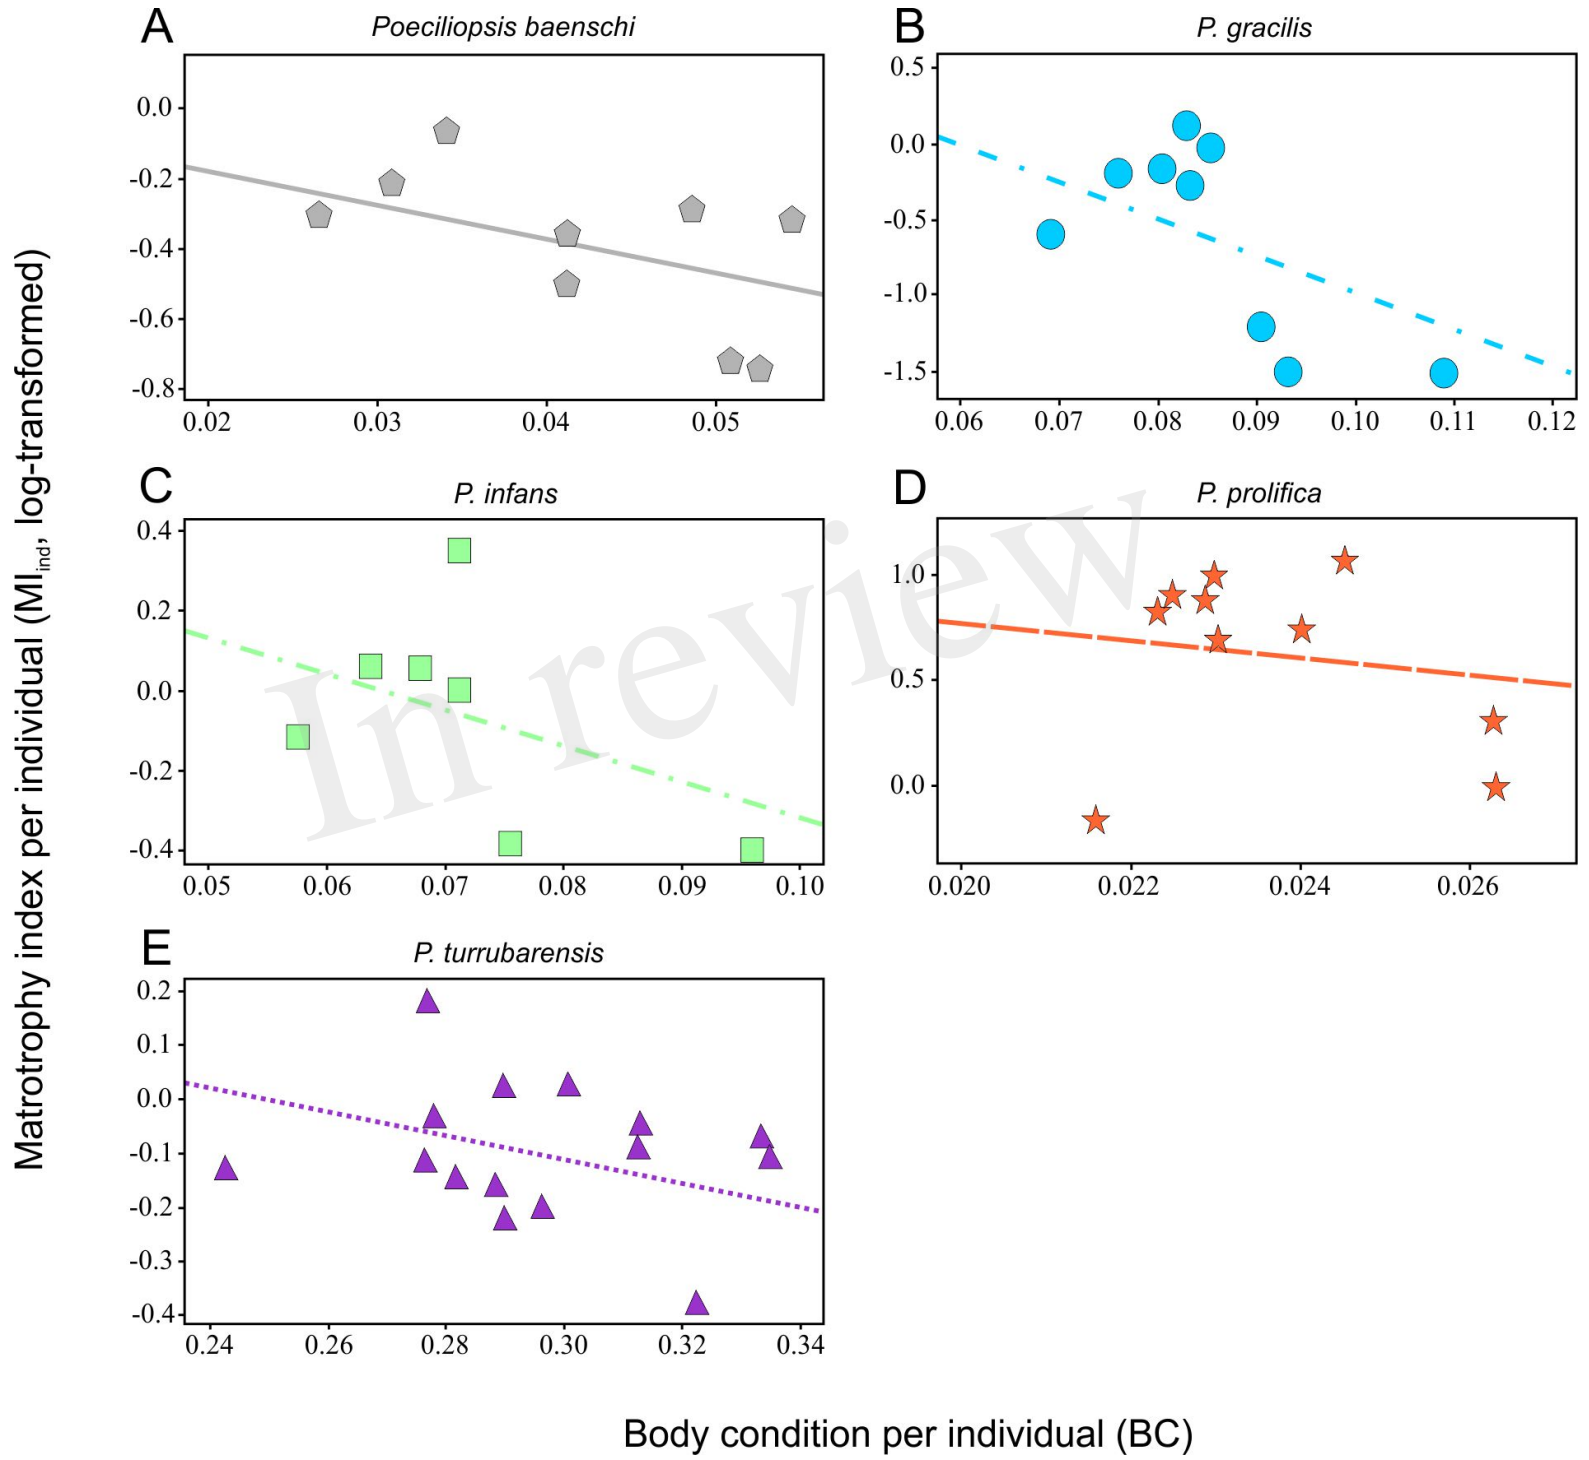 A
Poeciliopsis baenschi
0.0
-0.2
-0.4
-0.6
-0.8
0.02 0.03 0.04 0.05
B
P. gracilis
0.5
0.0
-0.5
-1.0
-1.5
0.06 0.07 0.08 0.09 0.10 0.11 0.12
C
P. infans
0.4
0.2
0.0
-0.2
-0.4
0.05 0.06 0.07 0.08 0.09 0.10
D
P. prolifica
1.0
0.5
0.0
0.020 0.022 0.024 0.026
E
P. turrubarensis
0.2
0.1
0.0
-0.1
-0.2
-0.3
-0.4
0.24 0.26 0.28 0.30 0.32 0.34
Matrotrophy index per individual (MIind, log-transformed)
Body condition per individual (BC)
In review